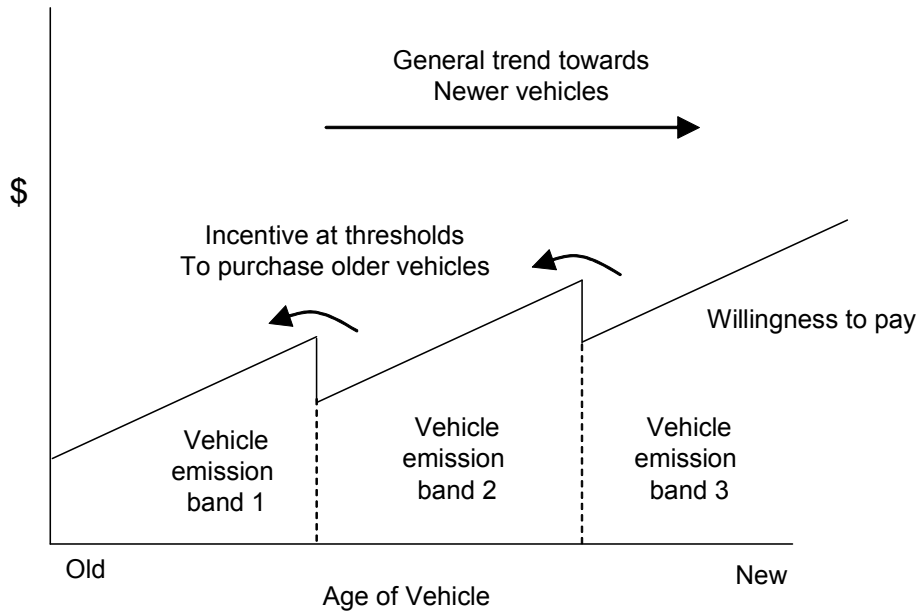 General trend towards
Newer vehicles
$
Incentive at thresholds
To purchase older vehicles
Willingness to pay
Vehicle
emission
band 1
Vehicle
emission
band 2
Vehicle
emission
band 3
Old
New
Age of Vehicle